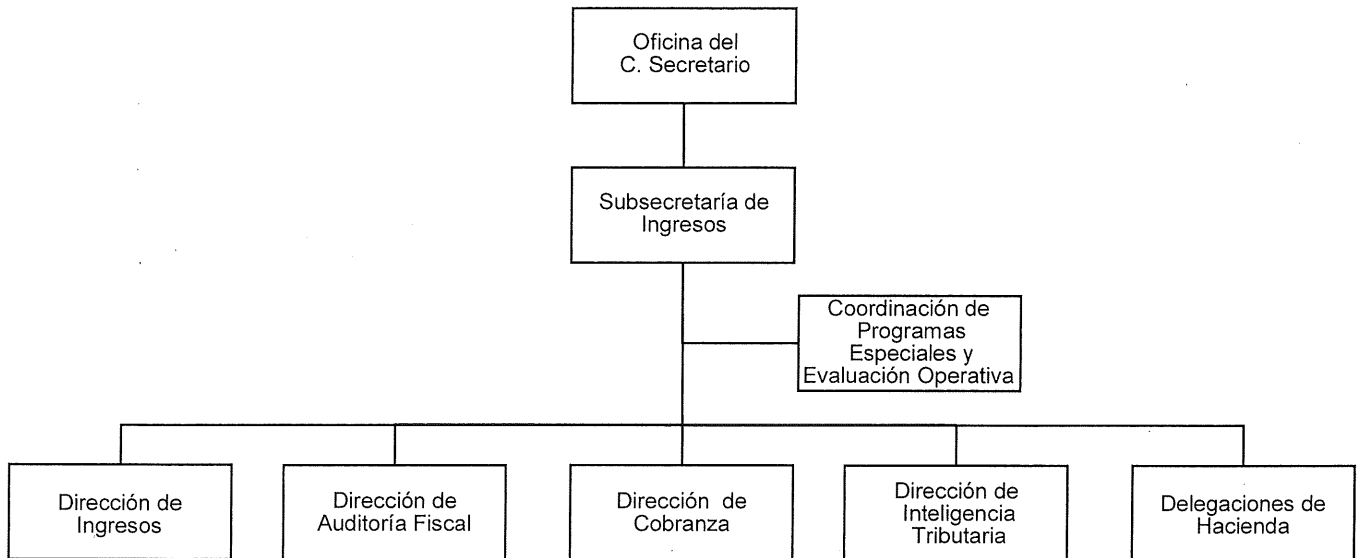 Oficina del
C. Secretario
Subsecretaría de
Ingresos
Coordinación de
Programas
Especiales y
Evaluación Operativa
Dirección de
Ingresos
Dirección de
Auditoría Fiscal
Dirección de
Cobranza
Dirección de
Inteligencia
Tributaria
Delegaciones de
Hacienda